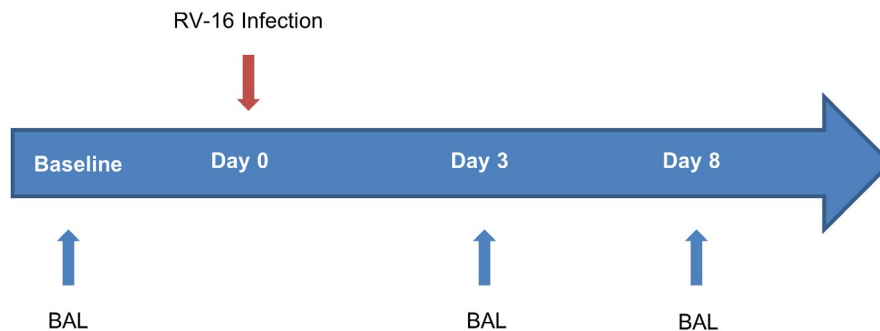 RV-16 Infection
Baseline
Day 0
Day 3
Day 8
BAL
BAL
BAL